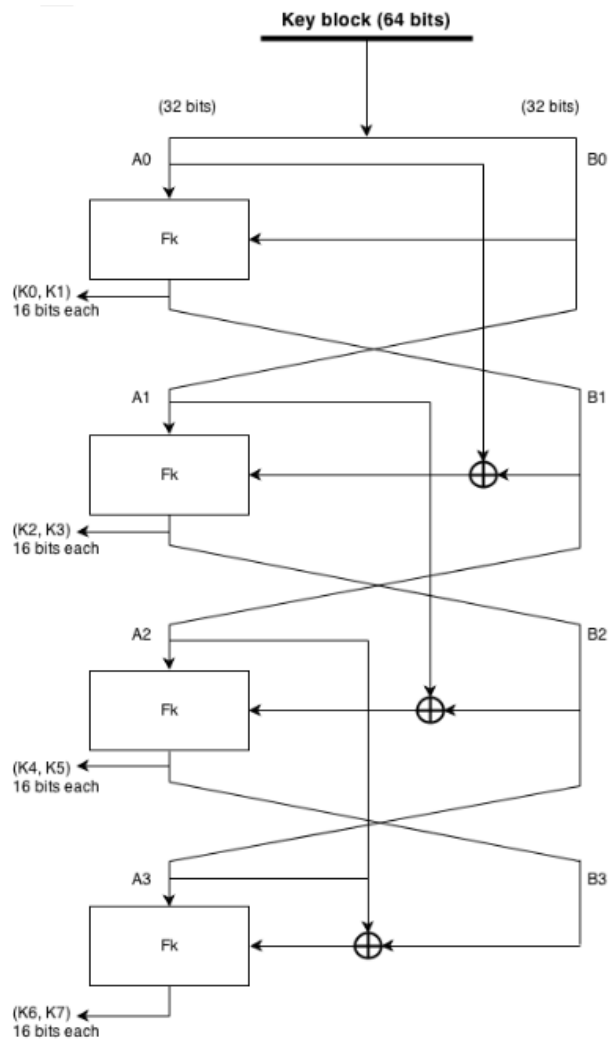 Key block (64 bits)
(32 bits)
(32 bits)
A0
B0
Fk
(K0, K1)
16 bits each
A1
B1
Fk
(K2, K3)
16 bits each
A2
B2
Fk
(K4, K5)
16 bits each
A3
B3
Fk
(K6, K7)
16 bits each